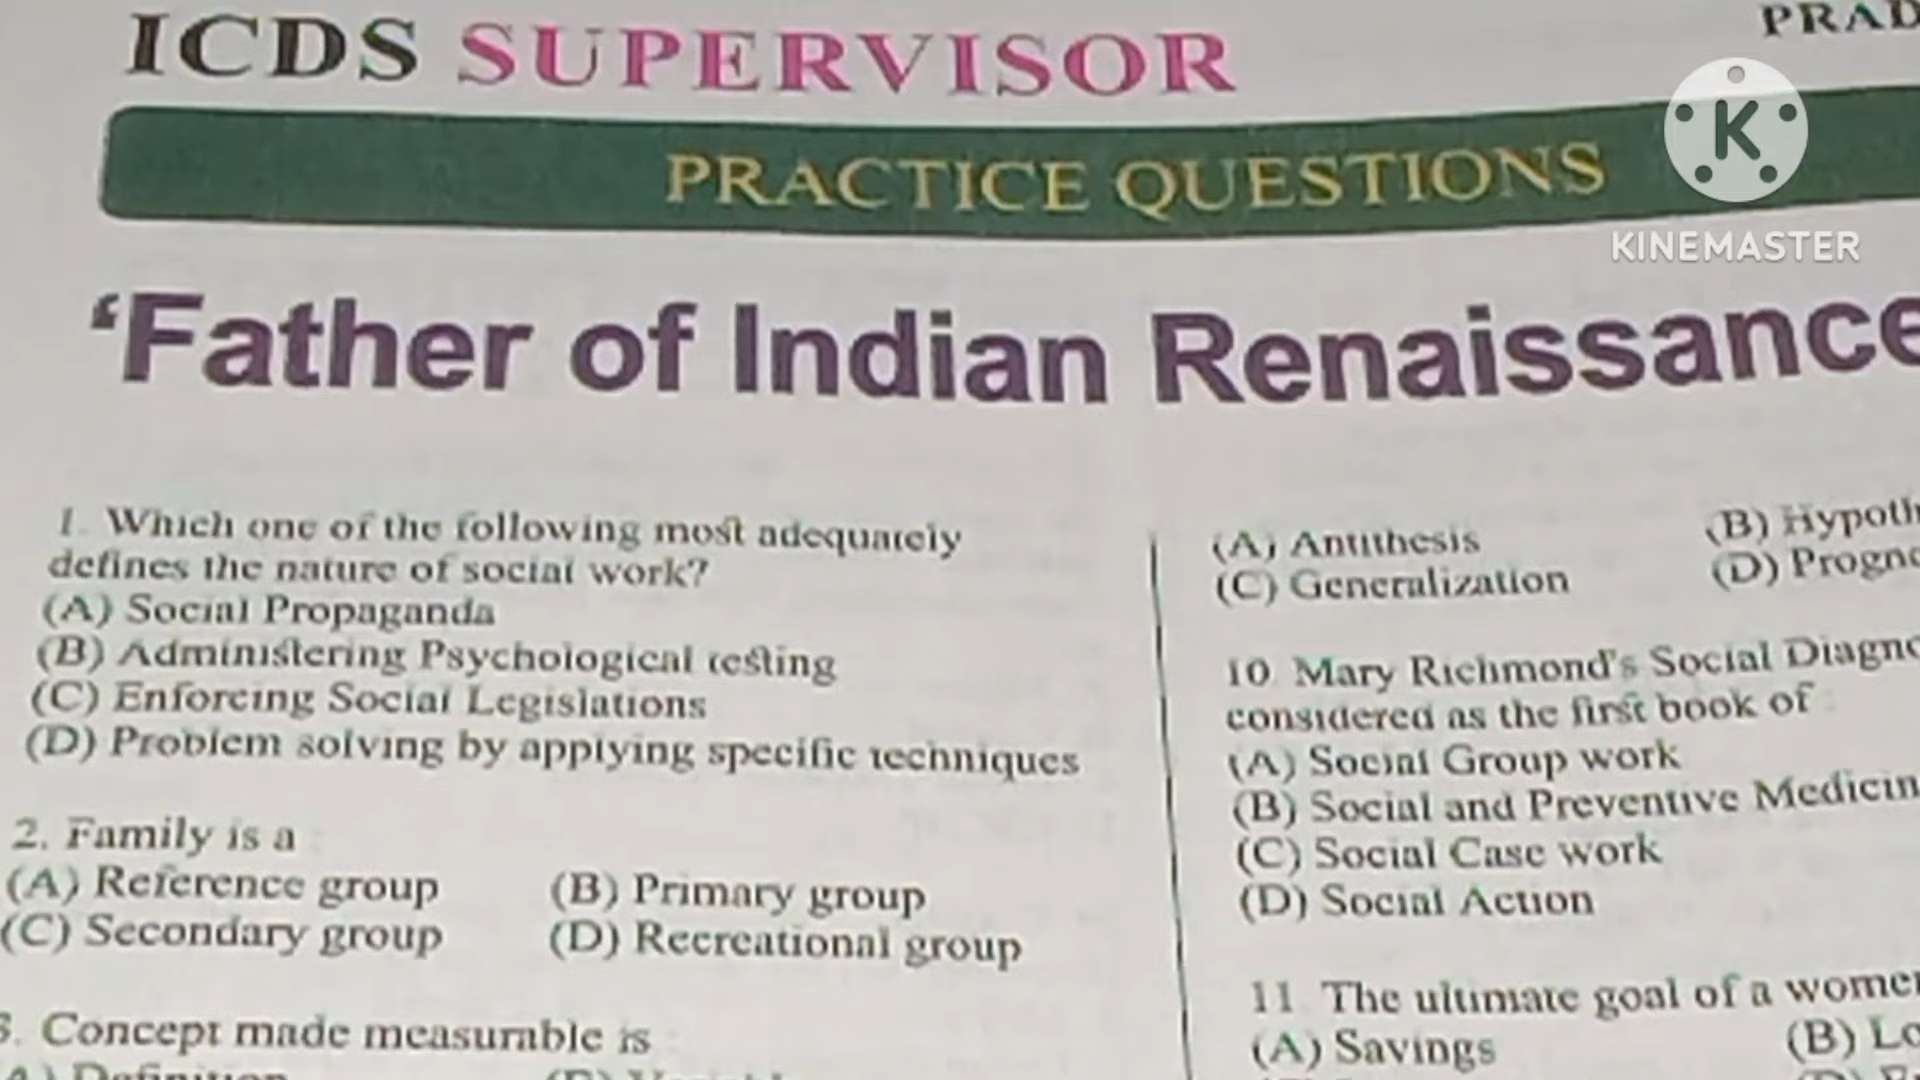 ICDS SUPERVISOR
PRAD
PRACTICE QUESTIONS
K
KINEMASTER
'Father of Indian Renaissance
1. Which one of the following most adequately
defines the nature of social work?
(A) Social Propaganda
(B) Administering Psychological testing
(C) Enforcing Social Legislations
(D) Problem solving by applying specific techniques
2. Family is a :
(A) Reference group (B) Primary group
(C) Secondary group (D) Recreational group
3. Concept made measurable is :
(A) Definition
(A) Antithesis (B) Hypoth
(C) Generalization (D) Progno
10. Mary Richmond's Social Diagno
considered as the first book of :
(A) Social Group work
(B) Social and Preventive Medicin
(C) Social Case work
(D) Social Action
11. The ultimate goal of a women
(A) Savings (B) Lo